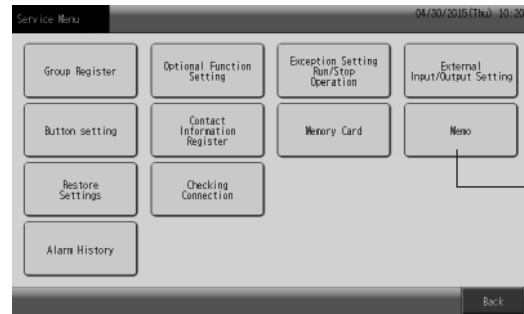 Service Menu
04/30/2015(Thu) 10:20
Group Register
Optional Function
Setting
Exception Setting
Run/Stop
Operation
External
Input/Output Setting
Button setting
Contact
Information
Register
Memory Card
Memo
Restore
Settings
Checking
Connection
Alarm History
Back